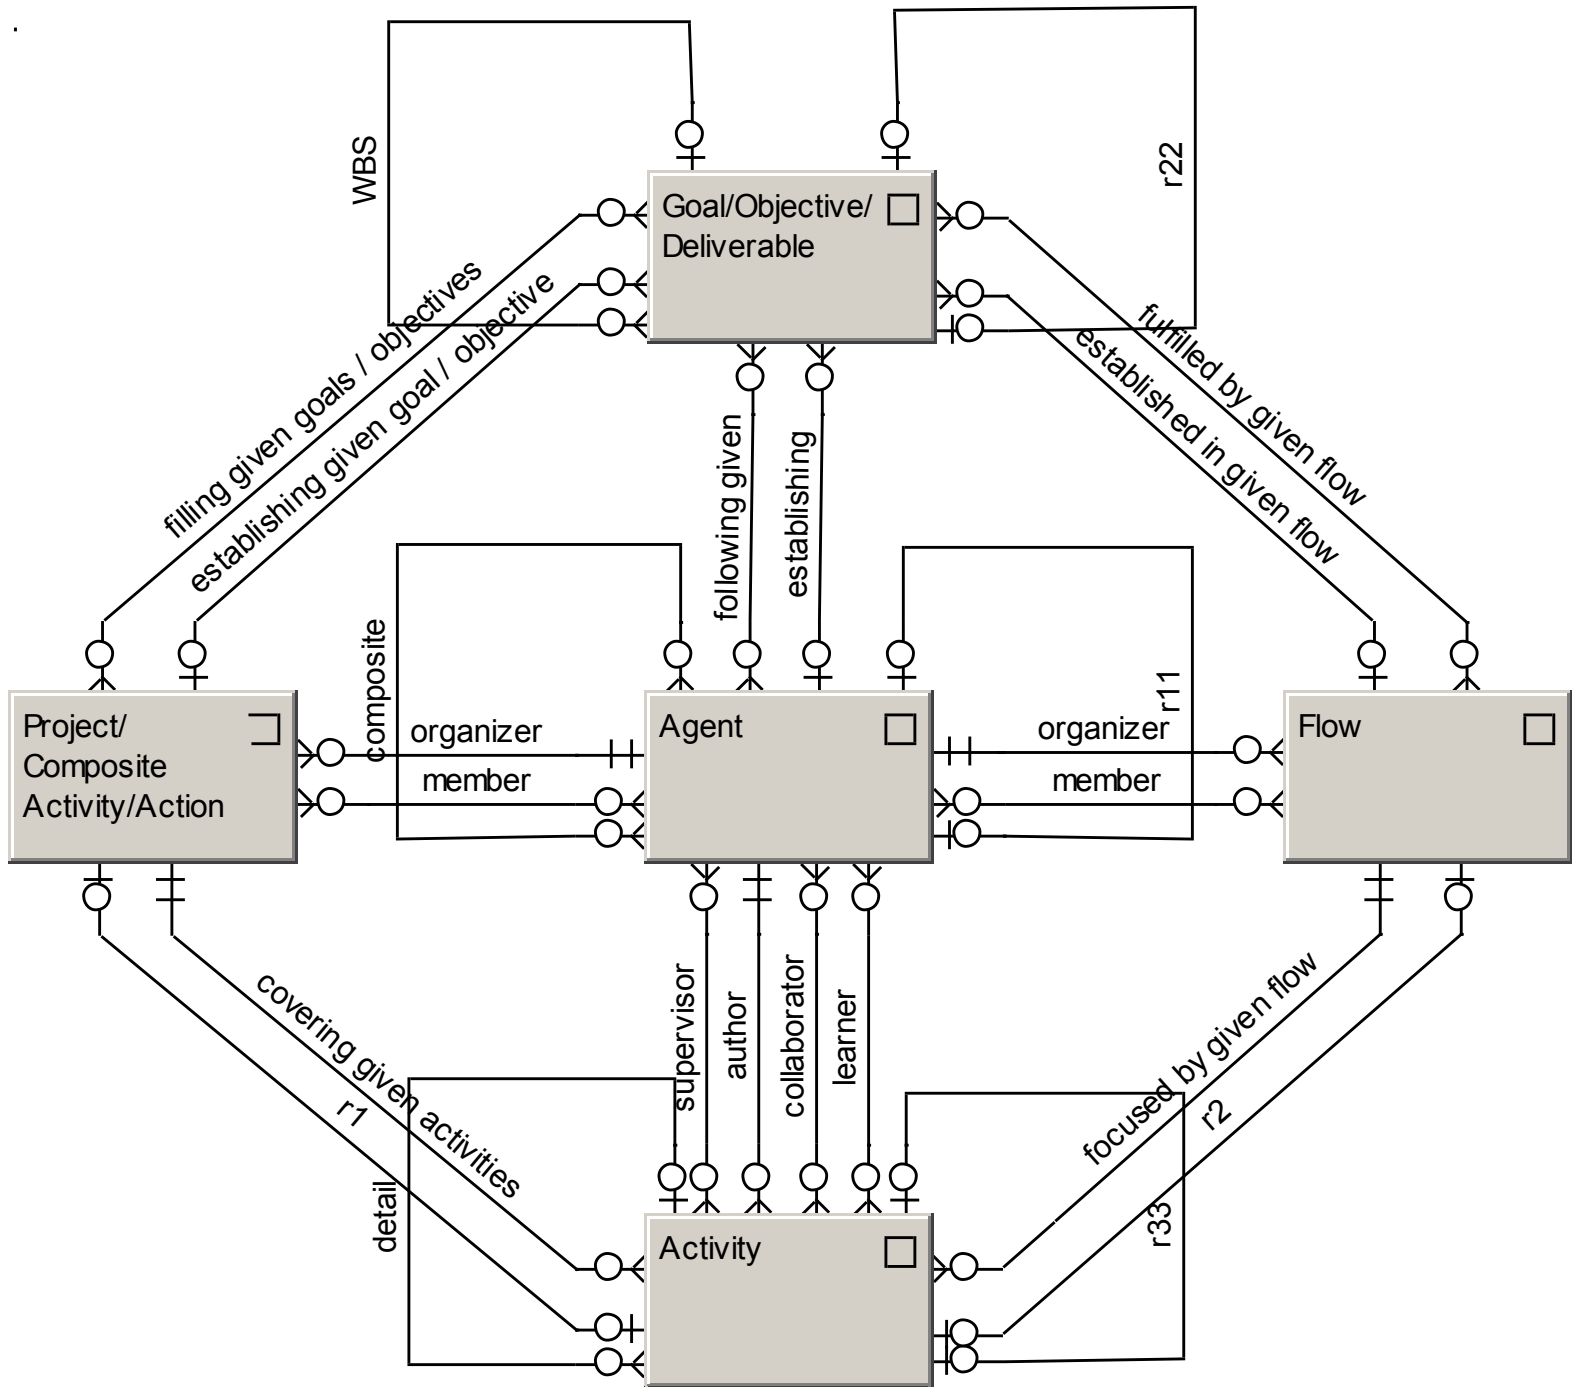 .
WBS
r22
Goal/Objective/
Deliverable
filling given goals / objectives
establishing given goal / objective
following given
establishing
fulfilled by given flow
established in given flow
composite
r11
Project/
Composite
Activity/Action
organizer
member
Agent
organizer
member
Flow
covering given activities
r1
detail
supervisor
author
collaborator
learner
focused by given flow
r2
r33
Activity